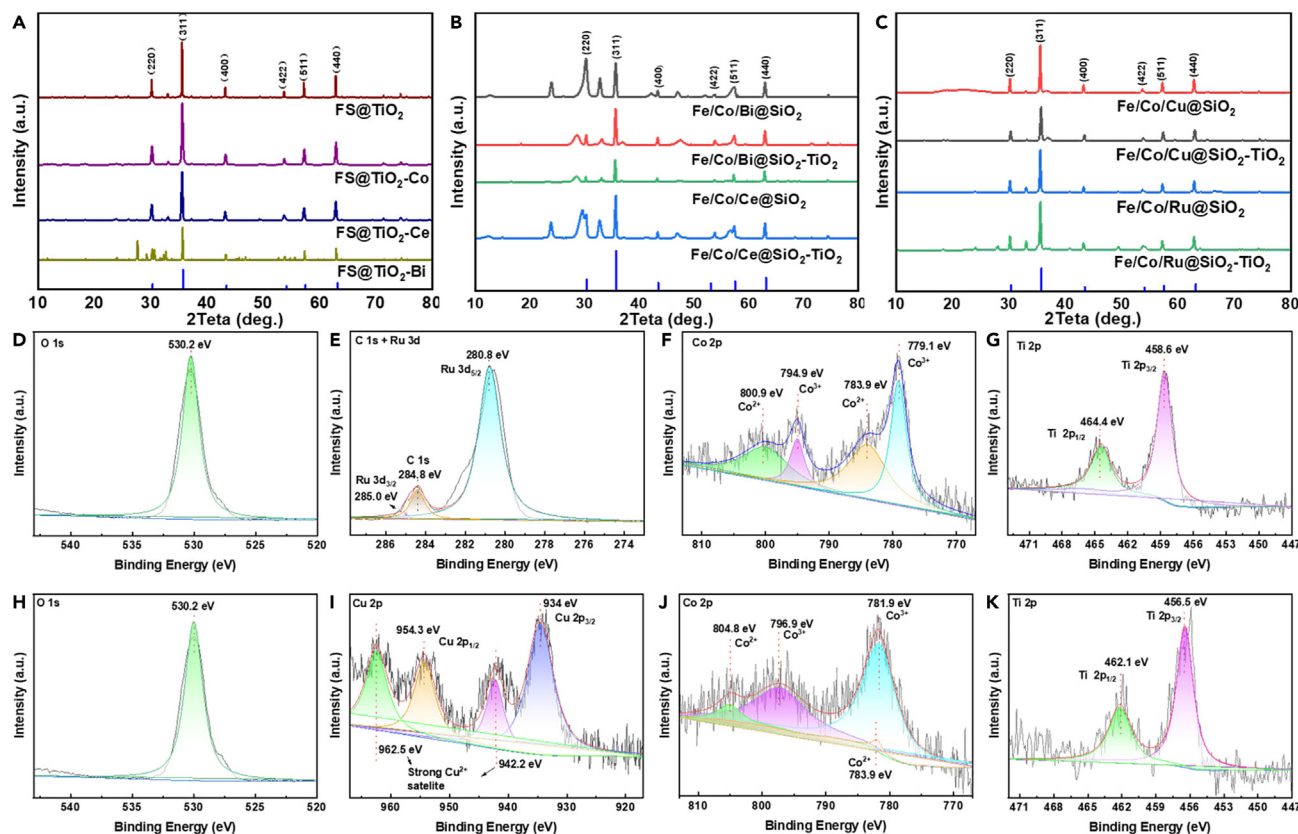 A
(220)
(311)
(400)
(422)
(511)
(440)
FS@TiO2
FS@TiO2-Co
FS@TiO2-Ce
FS@TiO2-Bi
Intensity (a.u.)
10 20 30 40 50 60 70 80
2Teta (deg.)
B
(220)
(311)
(400)
(422)
(511)
(440)
Fe/Co/Bi@SiO2
Fe/Co/Bi@SiO2-TiO2
Fe/Co/Ce@SiO2
Fe/Co/Ce@SiO2-TiO2
Intensity (a.u.)
10 20 30 40 50 60 70 80
2Teta (deg.)
C
(220)
(311)
(400)
(422)
(511)
(440)
Fe/Co/Cu@SiO2
Fe/Co/Cu@SiO2-TiO2
Fe/Co/Ru@SiO2
Fe/Co/Ru@SiO2-TiO2
Intensity (a.u.)
10 20 30 40 50 60 70 80
2Teta (deg.)
D
O 1s
530.2 eV
Intensity (a.u.)
540 530 520
Binding Energy (eV)
E
C 1s + Ru 3d
280.8 eV
Ru 3d5/2
C 1s
284.8 eV
Ru 3d3/2
285.0 eV
Intensity (a.u.)
286 284 282 280 278 276 274
Binding Energy (eV)
F
Co 2p
779.1 eV
Co3+
794.9 eV
Co3+
783.9 eV
Co2+
800.9 eV
Co2+
Intensity (a.u.)
810 800 790 780 770
Binding Energy (eV)
G
Ti 2p
458.6 eV
Ti 2p3/2
464.4 eV
Ti 2p1/2
Intensity (a.u.)
471 468 465 462 459 456 453 450 447
Binding Energy (eV)
H
O 1s
530.2 eV
Intensity (a.u.)
540 530 520
Binding Energy (eV)
I
Cu 2p
934 eV
Cu 2p3/2
954.3 eV
Cu 2p1/2
962.5 eV
Strong Cu2+
satelite
942.2 eV
Intensity (a.u.)
960 950 940 930 920
Binding Energy (eV)
J
Co 2p
781.9 eV
Co3+
796.9 eV
Co3+
804.8 eV
Co2+
Co2+
783.9 eV
Intensity (a.u.)
810 800 790 780 770
Binding Energy (eV)
K
Ti 2p
456.5 eV
Ti 2p3/2
462.1 eV
Ti 2p1/2
Intensity (a.u.)
471 468 465 462 459 456 453 450 447
Binding Energy (eV)